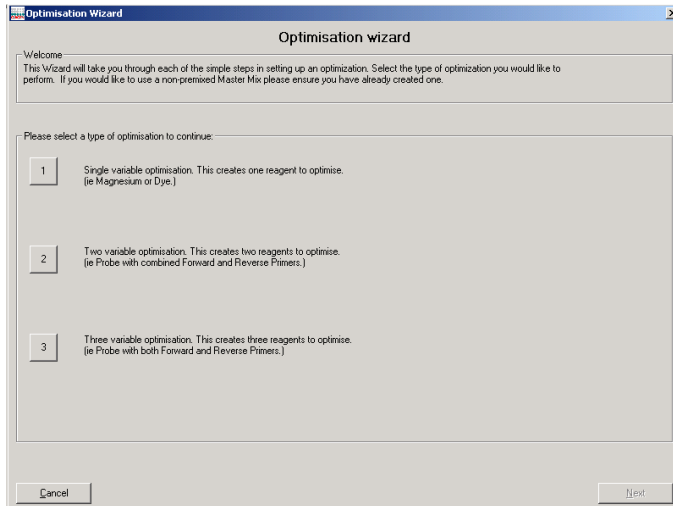 Optimisation Wizard
Optimisation wizard
Welcome
This Wizard will take you through each of the simple steps in setting up an optimization. Select the type of optimization you would like to
perform. If you would like to use a non-premixed Master Mix please ensure you have already created one.
Please select a type of optimisation to continue:
1
Single variable optimisation. This creates one reagent to optimise.
(ie Magnesium or Dye.)
2
Two variable optimisation. This creates two reagents to optimise.
(ie Probe with combined Forward and Reverse Primers.)
3
Three variable optimisation. This creates three reagents to optimise.
(ie Probe with both Forward and Reverse Primers.)
Cancel
Next